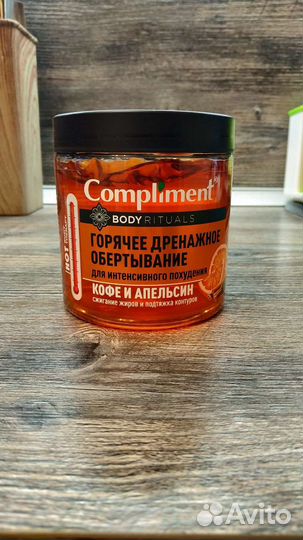 Compliment
BODY RITUALS
ГОРЯЧЕЕ ДРЕНАЖНОЕ
ОБЕРТЫВАНИЕ
для интенсивного похудения
КОФЕ И АПЕЛЬСИН
сжигание жиров и подтяжка контуров
HOT
Avito